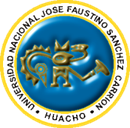 UNIVERSIDAD NACIONAL JOSE FAUSTINO SANCHEZ CARRION
• HUACHO •